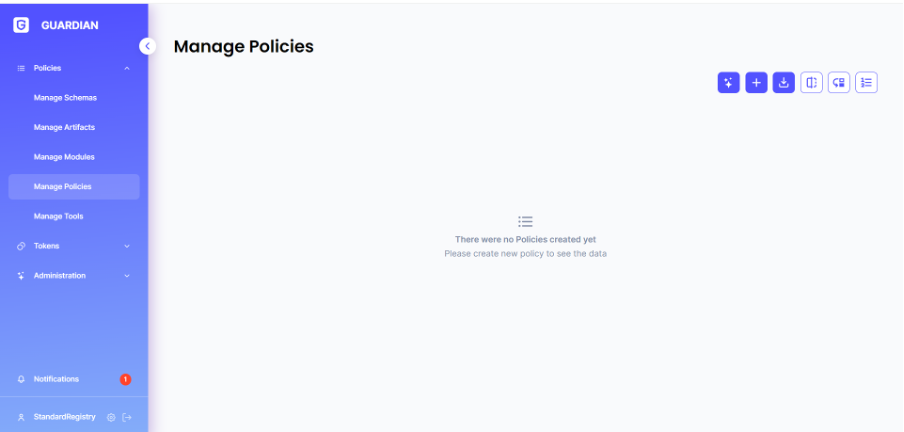 GUARDIAN
Policies
Manage Schemas
Manage Artifacts
Manage Modules
Manage Policies
Manage Tools
Tokens
Administration
Notifications 1
StandardRegistry
Manage Policies
There were no Policies created yet
Please create new policy to see the data